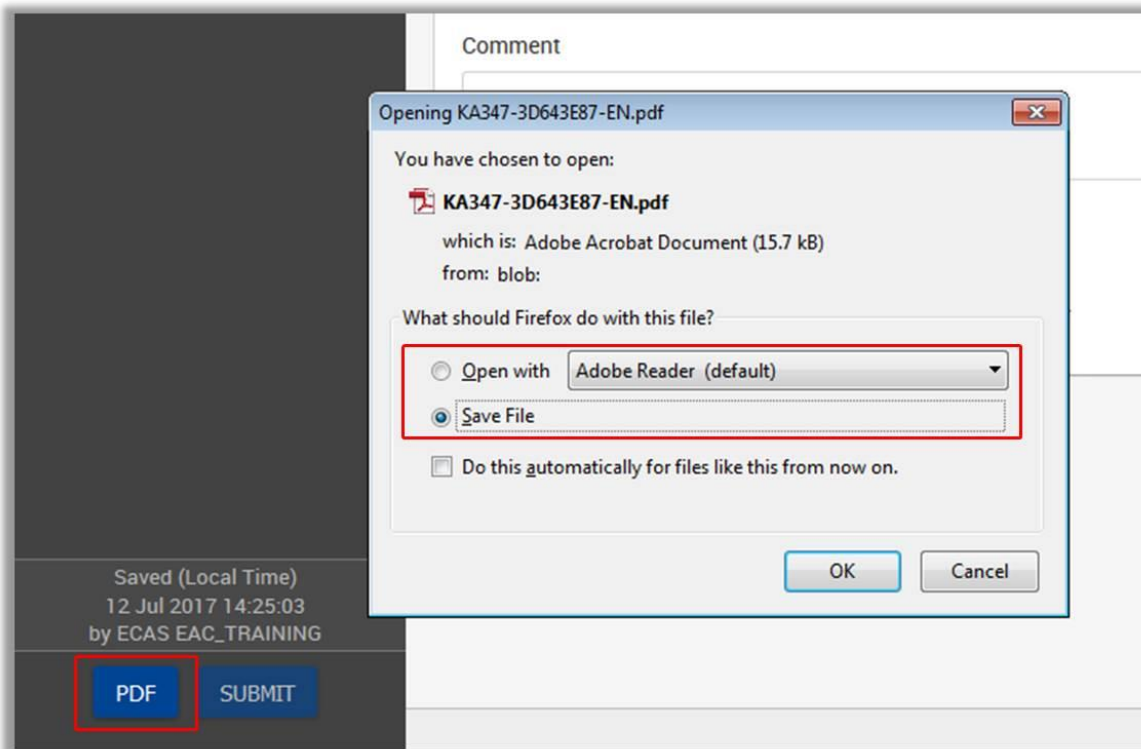 Comment
Opening KA347-3D643E87-EN.pdf
You have chosen to open:
KA347-3D643E87-EN.pdf
which is: Adobe Acrobat Document (15.7 kB)
from: blob:
What should Firefox do with this file?
Open with Adobe Reader (default)
Save File
Do this automatically for files like this from now on.
OK Cancel
Saved (Local Time)
12 Jul 2017 14:25:03
by ECAS EAC_TRAINING
PDF SUBMIT